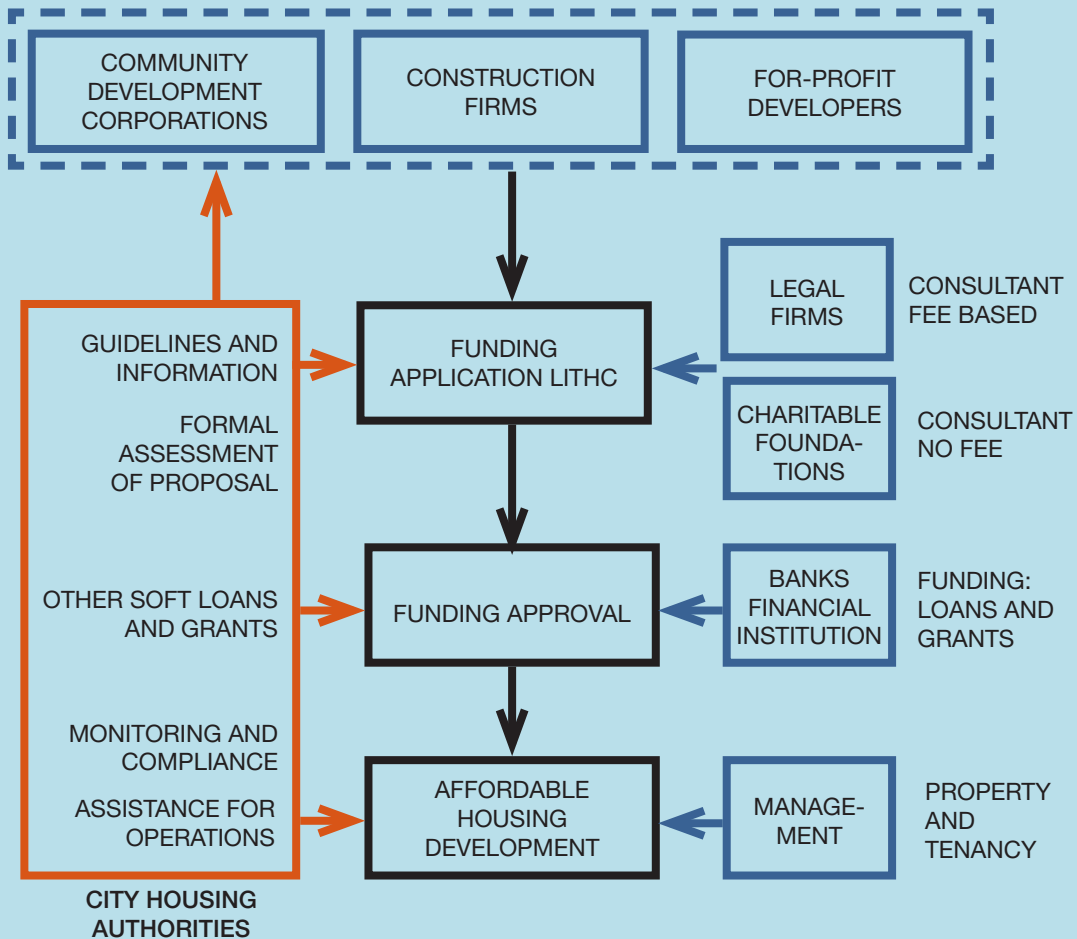 COMMUNITY
DEVELOPMENT
CORPORATIONS
CONSTRUCTION
FIRMS
FOR-PROFIT
DEVELOPERS
GUIDELINES AND
INFORMATION
FORMAL
ASSESSMENT
OF PROPOSAL
OTHER SOFT LOANS
AND GRANTS
MONITORING AND
COMPLIANCE
ASSISTANCE FOR
OPERATIONS
CITY HOUSING
AUTHORITIES
FUNDING
APPLICATION LITHC
FUNDING APPROVAL
AFFORDABLE
HOUSING
DEVELOPMENT
LEGAL
FIRMS
CONSULTANT
FEE BASED
CHARITABLE
FOUNDA-
TIONS
CONSULTANT
NO FEE
BANKS
FINANCIAL
INSTITUTION
FUNDING:
LOANS AND
GRANTS
MANAGE-
MENT
PROPERTY
AND
TENANCY